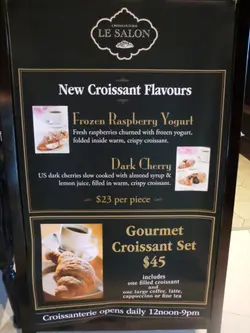 CROISSANTERIE
LE SALON
New Croissant Flavours
Frozen Raspberry Yogurt
Fresh raspberries churned with frozen yogurt,
folded inside warm, crispy croissant.
Dark Cherry
US dark cherries slow cooked with almond syrup &
lemon juice, filled in warm, crispy croissant.
$23 per piece
Gourmet
Croissant Set
$45
includes
one filled croissant
and
one large coffee, latte,
cappuccino or fine tea
Croissanterie opens daily 12noon-9pm